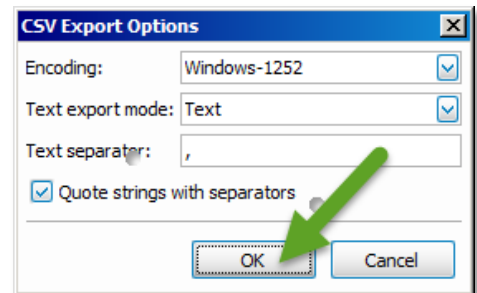 CSV Export Options
Encoding: Windows-1252
Text export mode: Text
Text separator: ,
Quote strings with separators
OK Cancel